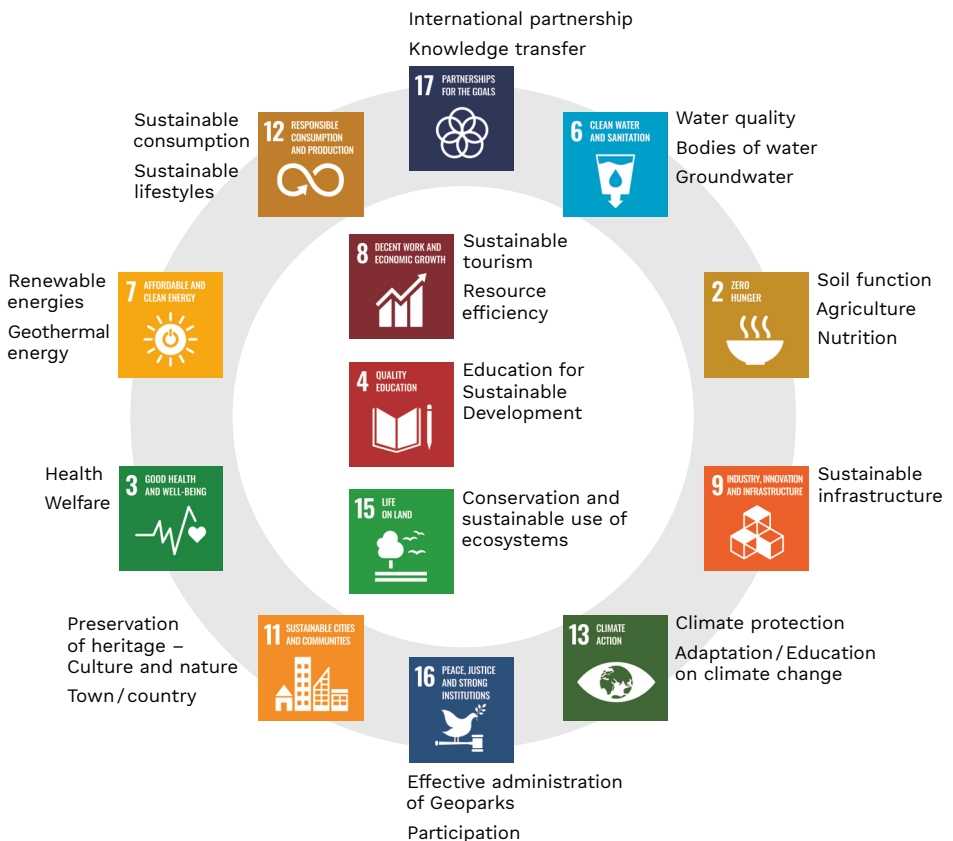 International partnership
Knowledge transfer
17 PARTNERSHIPS
FOR THE GOALS
Sustainable
consumption
Sustainable
lifestyles
12 RESPONSIBLE
CONSUMPTION
AND PRODUCTION
6 CLEAN WATER
AND SANITATION
Water quality
Bodies of water
Groundwater
8 DECENT WORK AND
ECONOMIC GROWTH
Sustainable
tourism
Resource
efficiency
Renewable
energies
Geothermal
energy
7 AFFORDABLE AND
CLEAN ENERGY
2 ZERO
HUNGER
Soil function
Agriculture
Nutrition
4 QUALITY
EDUCATION
Education for
Sustainable
Development
Health
Welfare
3 GOOD HEALTH
AND WELL-BEING
15 LIFE
ON LAND
Conservation and
sustainable use of
ecosystems
9 INDUSTRY, INNOVATION
AND INFRASTRUCTURE
Sustainable
infrastructure
Preservation
of heritage –
Culture and nature
Town / country
11 SUSTAINABLE CITIES
AND COMMUNITIES
16 PEACE, JUSTICE
AND STRONG
INSTITUTIONS
13 CLIMATE
ACTION
Climate protection
Adaptation / Education
on climate change
Effective administration
of Geoparks
Participation